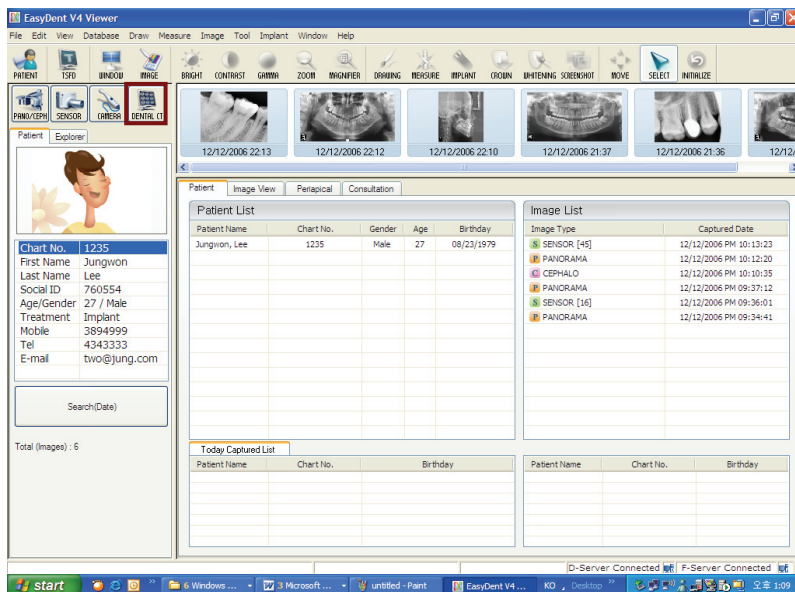 EasyDent V4 Viewer
File Edit View Database Draw Measure Image Tool Implant Window Help
PATIENT TSFD WINDOW IMAGE BRIGHT CONTRAST GAMMA ZOOM MAGNIFIER DRAWING MERSURE IMPLANT CROWN WHITENING SCREENSHOT MOVE SELECT INITIALIZE
PANO/CEPH SENSOR CAMERA DENTAL CT
12/12/2006 22:13 12/12/2006 22:12 12/12/2006 22:10 12/12/2006 21:37 12/12/2006 21:36 12/12/
Patient Explorer
Patient Image View Periapical Consultation
Patient List
Patient Name Chart No. Gender Age Birthday
Jungwon, Lee 1235 Male 27 08/23/1979
Image List
Image Type Captured Date
S SENSOR [45] 12/12/2006 PM 10:13:23
P PANORAMA 12/12/2006 PM 10:12:20
C CEPHALO 12/12/2006 PM 10:10:35
P PANORAMA 12/12/2006 PM 09:37:12
S SENSOR [16] 12/12/2006 PM 09:36:01
P PANORAMA 12/12/2006 PM 09:34:41
Chart No. 1235
First Name Jungwon
Last Name Lee
Social ID 760554
Age/Gender 27 / Male
Treatment Implant
Mobile 3894999
Tel 4343333
E-mail two@jung.com
Search(Date)
Total (Images) : 6
Today Captured List
Patient Name Chart No. Birthday
Patient Name Chart No. Birthday
D-Server Connected F-Server Connected
start 6 Windows ... 3 Microsoft ... untitled - Paint EasyDent V4 ... KO , Desktop 오후 1:09